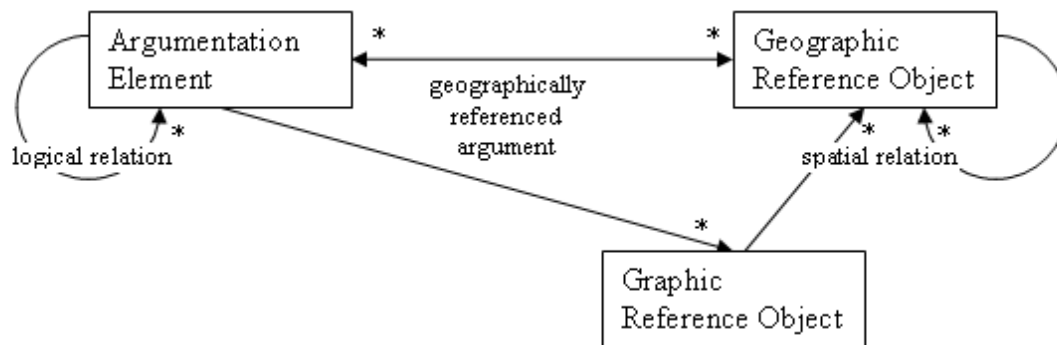 Argumentation
Element
*
*
Geographic
Reference Object
geographically
referenced
argument
*
logical relation
*
*
spatial relation
*
Graphic
Reference Object